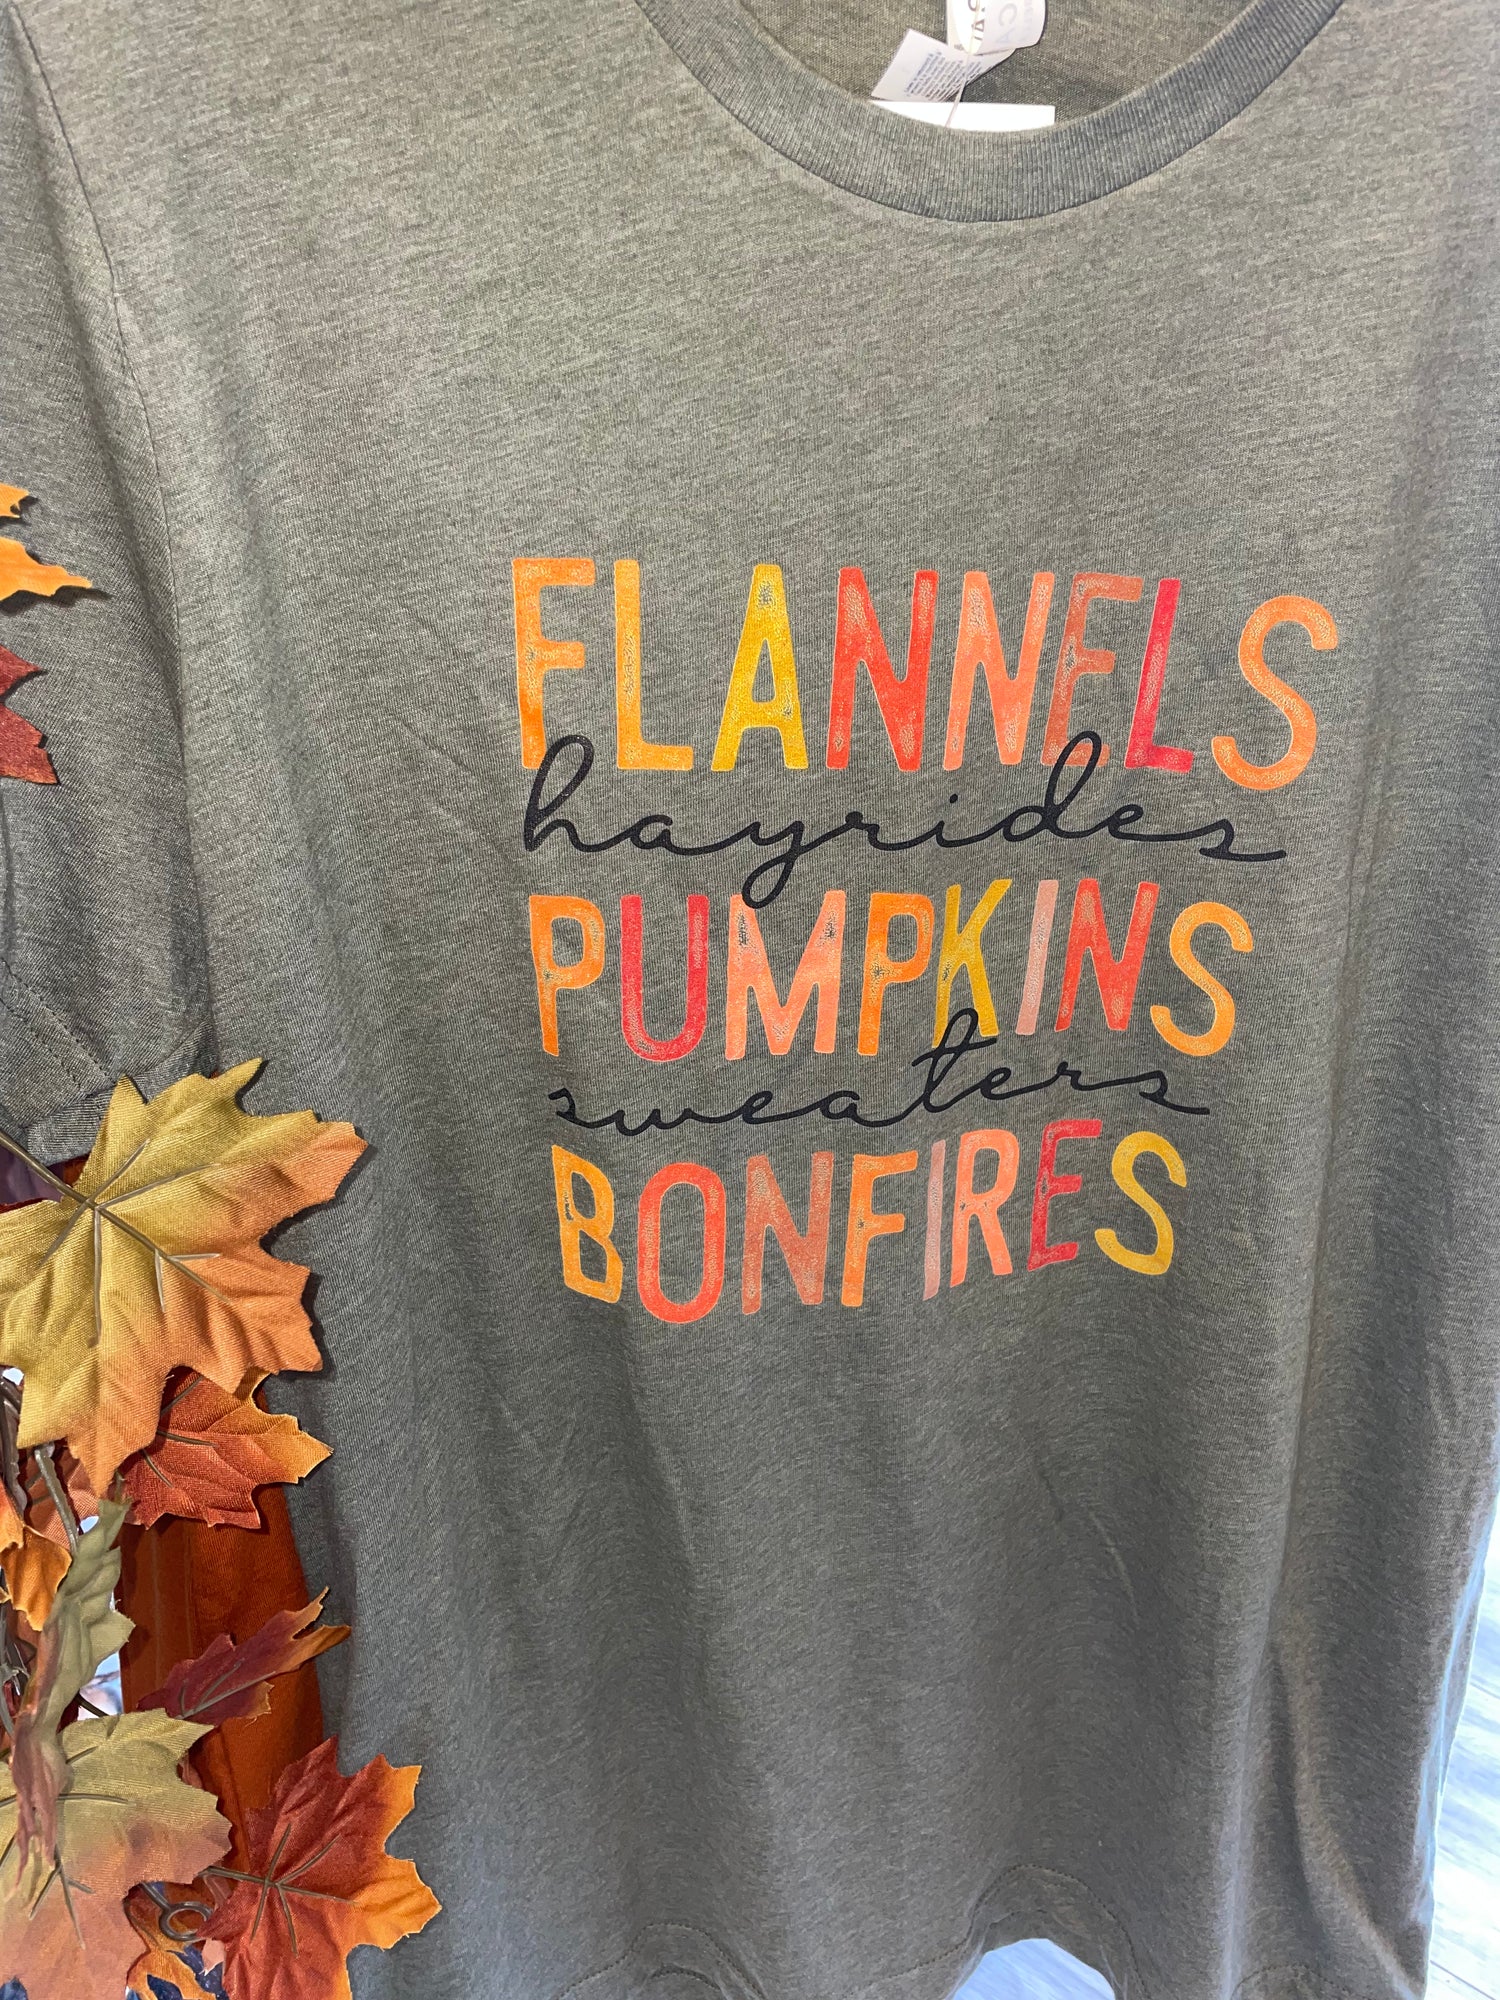 FLANNELS
hayrides
PUMPKINS
sweaters
BONFIRES